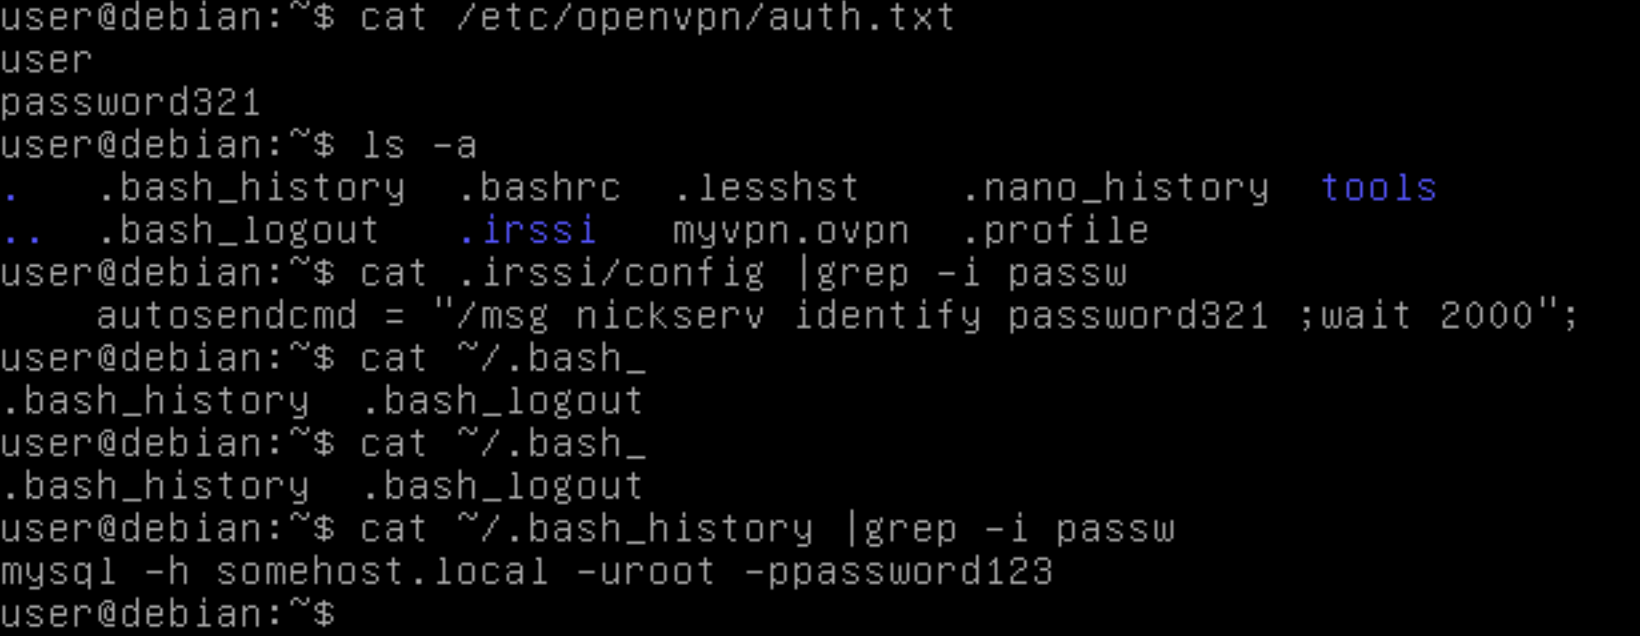 user@debian:~$ cat /etc/openvpn/auth.txt
user
password321
user@debian:~$ ls -a
.   .bash_history  .bashrc  .lesshst    .nano_history  tools
..  .bash_logout   .irssi   myvpn.ovpn  .profile
user@debian:~$ cat .irssi/config |grep -i passw
    autosendcmd = "/msg nickserv identify password321 ;wait 2000";
user@debian:~$ cat ~/.bash_
.bash_history  .bash_logout
user@debian:~$ cat ~/.bash_
.bash_history  .bash_logout
user@debian:~$ cat ~/.bash_history |grep -i passw
mysql -h somehost.local -uroot -ppassword123
user@debian:~$